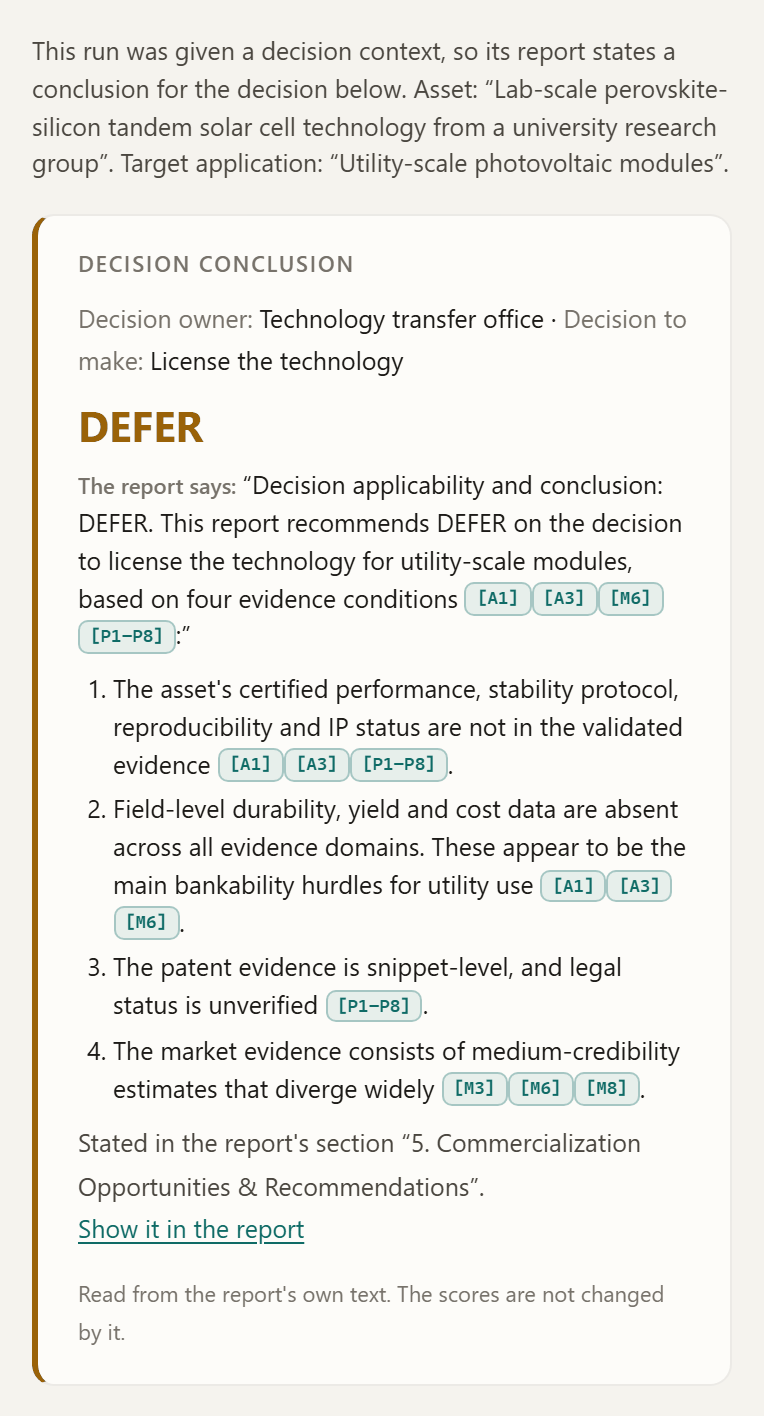 This run was given a decision context, so its report states a
conclusion for the decision below. Asset: “Lab-scale perovskite-
silicon tandem solar cell technology from a university research
group”. Target application: “Utility-scale photovoltaic modules”.
DECISION CONCLUSION
Decision owner: Technology transfer office · Decision to
make: License the technology
DEFER
The report says: “Decision applicability and conclusion:
DEFER. This report recommends DEFER on the decision
to license the technology for utility-scale modules,
based on four evidence conditions [A1] [A3] [M6]
[P1–P8]:”
1. The asset's certified performance, stability protocol,
reproducibility and IP status are not in the validated
evidence [A1] [A3] [P1–P8].
2. Field-level durability, yield and cost data are absent
across all evidence domains. These appear to be the
main bankability hurdles for utility use [A1] [A3]
[M6].
3. The patent evidence is snippet-level, and legal
status is unverified [P1–P8].
4. The market evidence consists of medium-credibility
estimates that diverge widely [M3] [M6] [M8].
Stated in the report's section “5. Commercialization
Opportunities & Recommendations”.
Show it in the report
Read from the report's own text. The scores are not changed
by it.